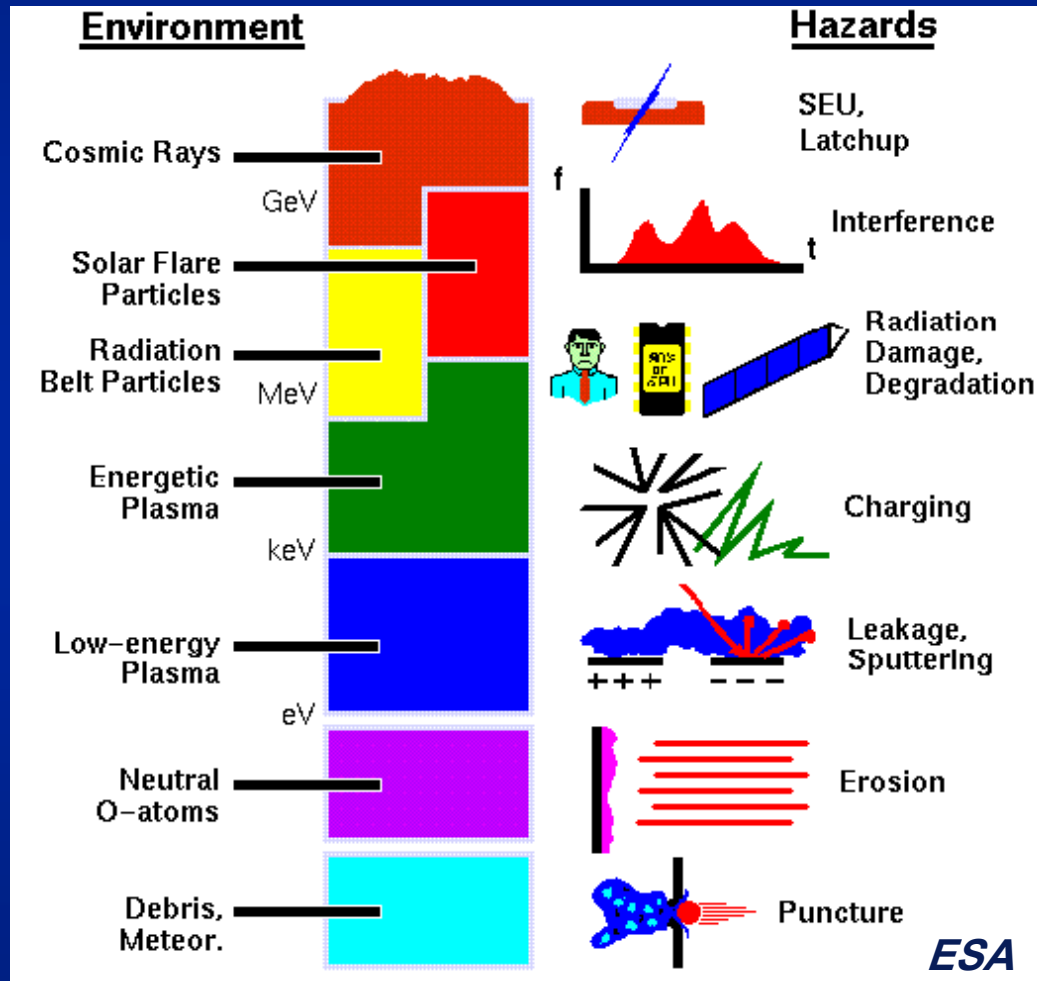 Environment
Hazards
Cosmic Rays
GeV
Solar Flare
Particles
Radiation
Belt Particles
MeV
Energetic
Plasma
keV
Low-energy
Plasma
eV
Neutral
O-atoms
Debris,
Meteor.
SEU,
Latchup
f
t
Interference
Radiation
Damage,
Degradation
Charging
+ + +
- - -
Leakage,
Sputtering
Erosion
Puncture
ESA